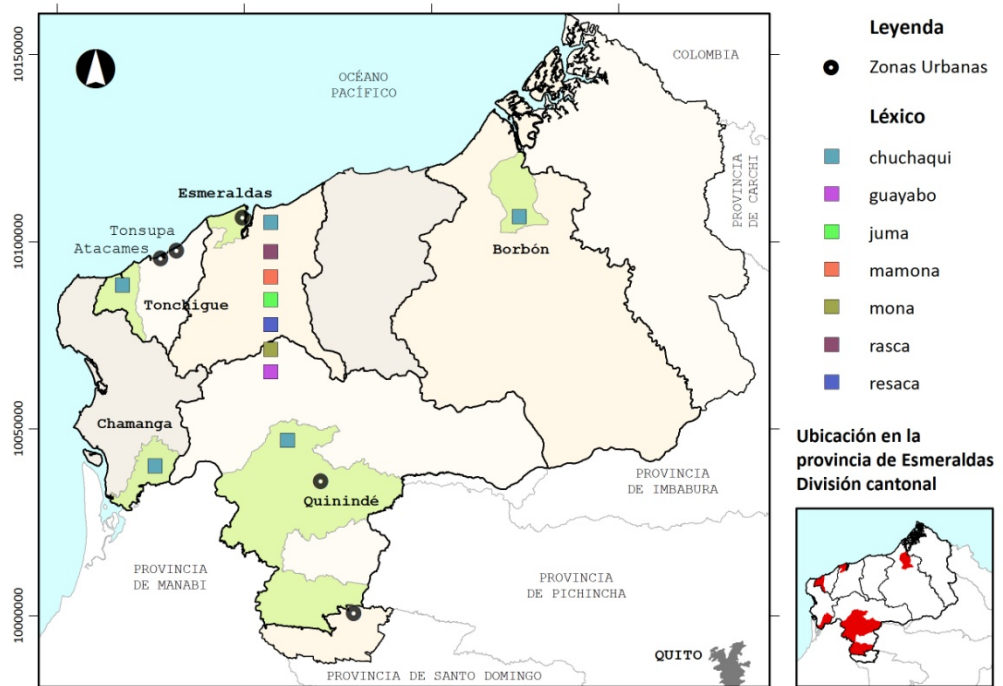 10150000
10100000
10050000
10000000
OCÉANO
PACÍFICO
COLOMBIA
PROVINCIA
DE CARCHI
Esmeraldas
Tonsupa
Atacames
Tonchigue
Borbón
Chamanga
Quinindé
PROVINCIA
DE IMBABURA
PROVINCIA
DE MANABI
PROVINCIA
DE PICHINCHA
QUITO
PROVINCIA DE SANTO DOMINGO
Leyenda
Zonas Urbanas
Léxico
chuchaqui
guayabo
juma
mamona
mona
rasca
resaca
Ubicación en la
provincia de Esmeraldas
División cantonal